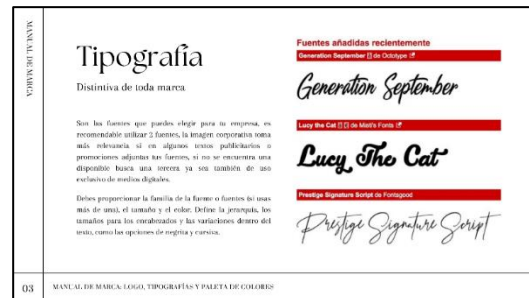 MANUAL DE MARCA
Tipografía
Distintiva de toda marca
Son las fuentes que puedes elegir para tu empresa, es
recomendable utilizar 2 fuentes, la imagen corporativa toma
más relevancia si en algunos textos publicitarios o
promociones adjuntas tus fuentes, si no se encuentra una
disponible busca una tercera ya sea también de uso
exclusivo de medios digitales.
Debes proporcionar la familia de la fuente o fuentes (si usas
más de una), el tamaño y el color. Define la jerarquía, los
tamaños para los encabezados y las variaciones dentro del
texto, como las opciones de negrita y cursiva.
Fuentes añadidas recientemente
Generation September de Octotype
Generation September
Lucy the Cat de Misti's Fonts
Lucy The Cat
Prestige Signature Script de Fontsgood
Prestige Signature Script
03
MANUAL DE MARCA: LOGO, TIPOGRAFÍAS Y PALETA DE COLORES